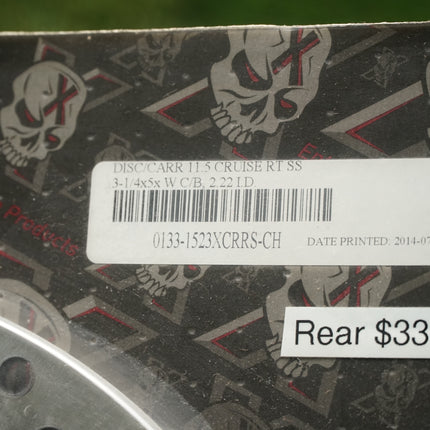 DISC/CARR 11.5 CRUISE RT SS
3-1/4x5x W C/B, 2.22 I.D
0133-1523XCRRS-CH
DATE PRINTED: 2014-07
Products
Rear $33